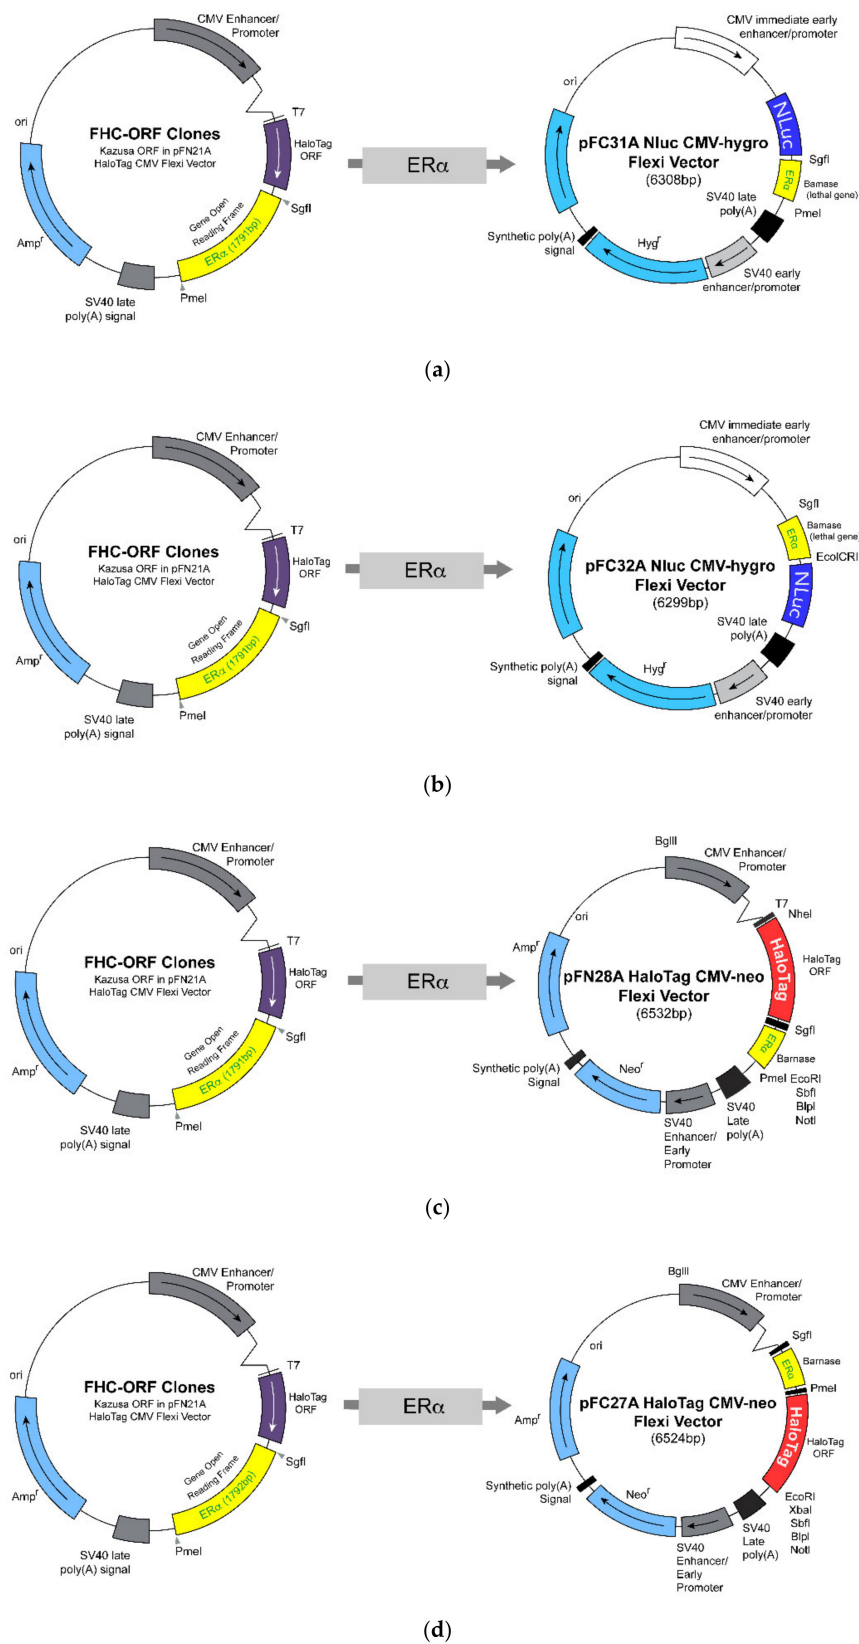 CMV Enhancer/
Promoter
ori
T7
FHC-ORF Clones
Kazusa ORF in pFN21A
HaloTag CMV Flexi Vector
HaloTag
ORF
SgfI
Gene Open
Reading Frame
ERα (1791bp)
Ampr
PmeI
SV40 late
poly(A) signal
ERα
CMV immediate early
enhancer/promoter
ori
NLuc
pFC31A Nluc CMV-hygro
Flexi Vector
(6308bp)
SgfI
ERα
Barnase
(lethal gene)
SV40 late
poly(A)
PmeI
Synthetic poly(A)
signal
Hygr
SV40 early
enhancer/promoter
(a)
CMV Enhancer/
Promoter
ori
T7
FHC-ORF Clones
Kazusa ORF in pFN21A
HaloTag CMV Flexi Vector
HaloTag
ORF
SgfI
Gene Open
Reading Frame
ERα (1791bp)
Ampr
PmeI
SV40 late
poly(A) signal
ERα
CMV immediate early
enhancer/promoter
ori
SgfI
Barnase
(lethal gene)
ERα
EcoICRI
pFC32A Nluc CMV-hygro
Flexi Vector
(6299bp)
NLuc
SV40 late
poly(A)
Synthetic poly(A)
signal
Hygr
SV40 early
enhancer/promoter
(b)
CMV Enhancer/
Promoter
ori
T7
FHC-ORF Clones
Kazusa ORF in pFN21A
HaloTag CMV Flexi Vector
HaloTag
ORF
SgfI
Gene Open
Reading Frame
ERα (1791bp)
Ampr
PmeI
SV40 late
poly(A) signal
ERα
BglII
CMV Enhancer/
Promoter
T7
NheI
ori
Ampr
HaloTag
HaloTag
ORF
pFN28A HaloTag CMV-neo
Flexi Vector
(6532bp)
SgfI
ERα
Barnase
Synthetic poly(A)
Signal
Neor
PmeI
EcoRI
SbfI
BlpI
NotI
SV40
Late
poly(A)
SV40
Enhancer/
Early
Promoter
(c)
CMV Enhancer/
Promoter
ori
T7
FHC-ORF Clones
Kazusa ORF in pFN21A
HaloTag CMV Flexi Vector
HaloTag
ORF
SgfI
Gene Open
Reading Frame
ERα (1792bp)
Ampr
PmeI
SV40 late
poly(A) signal
ERα
BglII
CMV Enhancer/
Promoter
ori
SgfI
ERα
Barnase
PmeI
Ampr
pFC27A HaloTag CMV-neo
Flexi Vector
(6524bp)
HaloTag
HaloTag
ORF
Synthetic poly(A)
Signal
Neor
EcoRI
XbaI
SbfI
BlpI
NotI
SV40
Late
poly(A)
SV40
Enhancer/
Early
Promoter
(d)